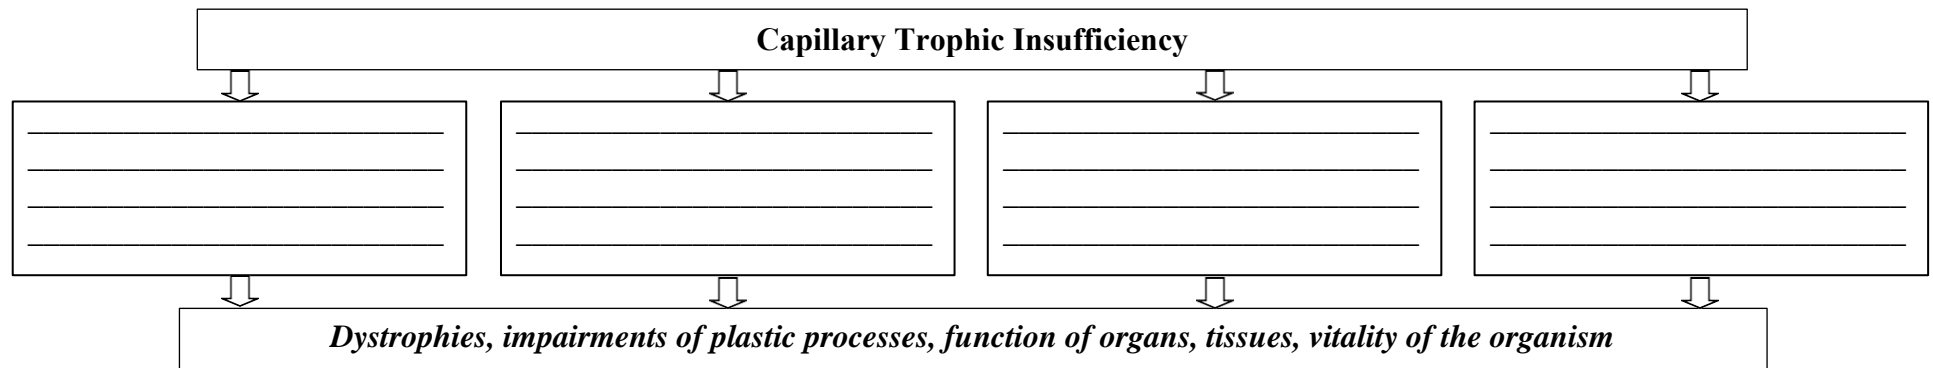 Capillary Trophic Insufficiency
Dystrophies, impairments of plastic processes, function of organs, tissues, vitality of the organism